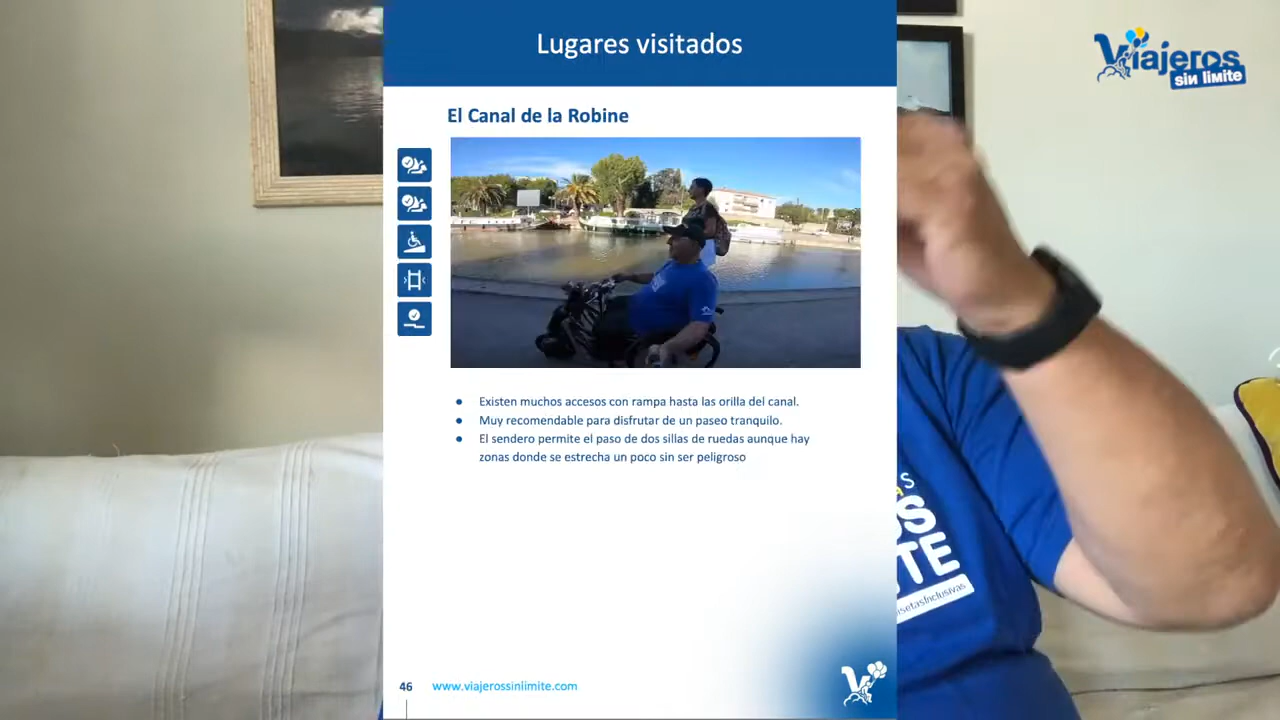 Lugares visitados
Viajeros
sin limite
El Canal de la Robine
● Existen muchos accesos con rampa hasta las orilla del canal.
● Muy recomendable para disfrutar de un paseo tranquilo.
● El sendero permite el paso de dos sillas de ruedas aunque hay
zonas donde se estrecha un poco sin ser peligroso
46 www.viajerossinlimite.com